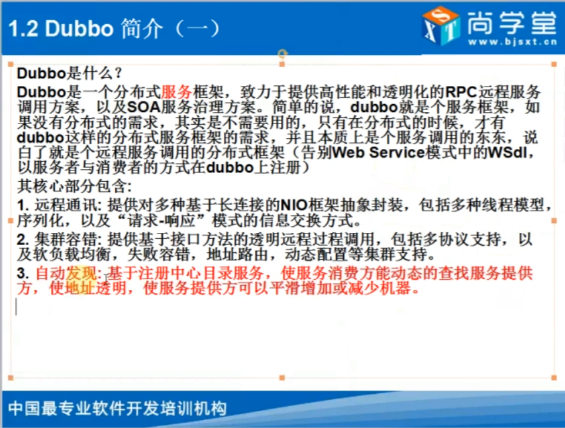 1.2 Dubbo 简介（一）
尚学堂
www.bjsxt.cn
Dubbo是什么？
Dubbo是一个分布式服务框架，致力于提供高性能和透明化的RPC远程服务
调用方案，以及SOA服务治理方案。简单的说，dubbo就是个服务框架，如
果没有分布式的需求，其实是不需要用的，只有在分布式的时候，才有
dubbo这样的分布式服务框架的需求，并且本质上是个服务调用的东东，说
白了就是个远程服务调用的分布式框架（告别Web Service模式中的WSdl，
以服务者与消费者的方式在dubbo上注册）
其核心部分包含：
1. 远程通讯: 提供对多种基于长连接的NIO框架抽象封装，包括多种线程模型，
序列化，以及“请求-响应”模式的信息交换方式。
2. 集群容错: 提供基于接口方法的透明远程过程调用，包括多协议支持，以
及软负载均衡，失败容错，地址路由，动态配置等集群支持。
3. 自动发现: 基于注册中心目录服务，使服务消费方能动态的查找服务提供
方，使地址透明，使服务提供方可以平滑增加或减少机器。
中国最专业软件开发培训机构